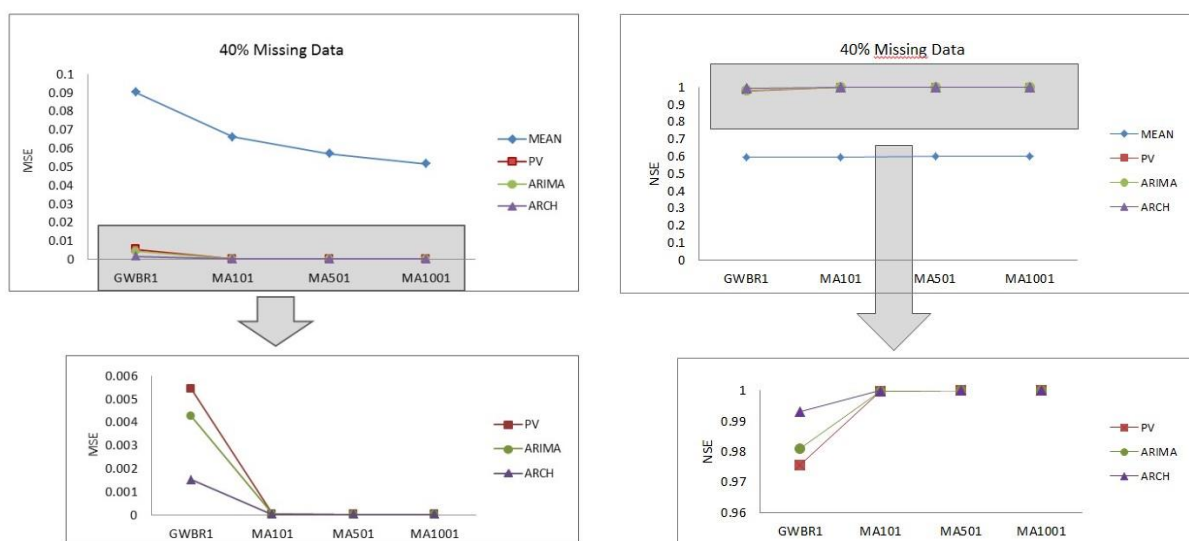 40% Missing Data
0.1
0.09
0.08
0.07
0.06
0.05
0.04
0.03
0.02
0.01
0
MSE
GWBR1 MA101 MA501 MA1001
MEAN
PV
ARIMA
ARCH
40% Missing Data
1
0.9
0.8
0.7
0.6
0.5
0.4
0.3
0.2
0.1
0
NSE
GWBR1 MA101 MA501 MA1001
MEAN
PV
ARIMA
ARCH
0.006
0.005
0.004
0.003
0.002
0.001
0
MSE
GWBR1 MA101 MA501 MA1001
PV
ARIMA
ARCH
1
0.99
0.98
0.97
0.96
NSE
GWBR1 MA101 MA501 MA1001
PV
ARIMA
ARCH